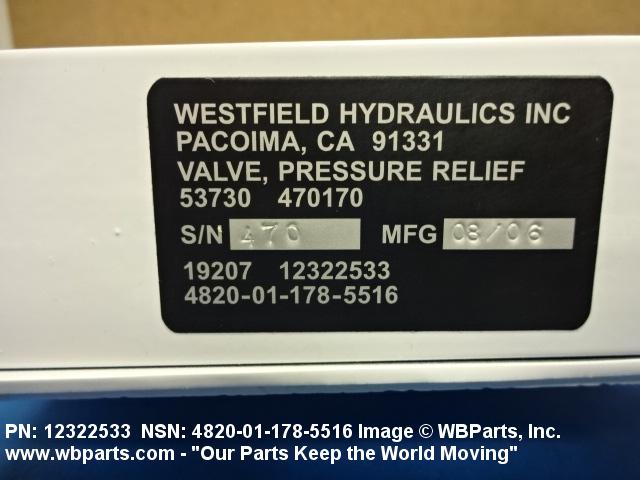 WESTFIELD HYDRAULICS INC
PACOIMA, CA 91331
VALVE, PRESSURE RELIEF
53730 470170
S/N 470 MFG 08/06
19207 12322533
4820-01-178-5516
PN: 12322533 NSN: 4820-01-178-5516 Image © WBParts, Inc.
www.wbparts.com - "Our Parts Keep the World Moving"